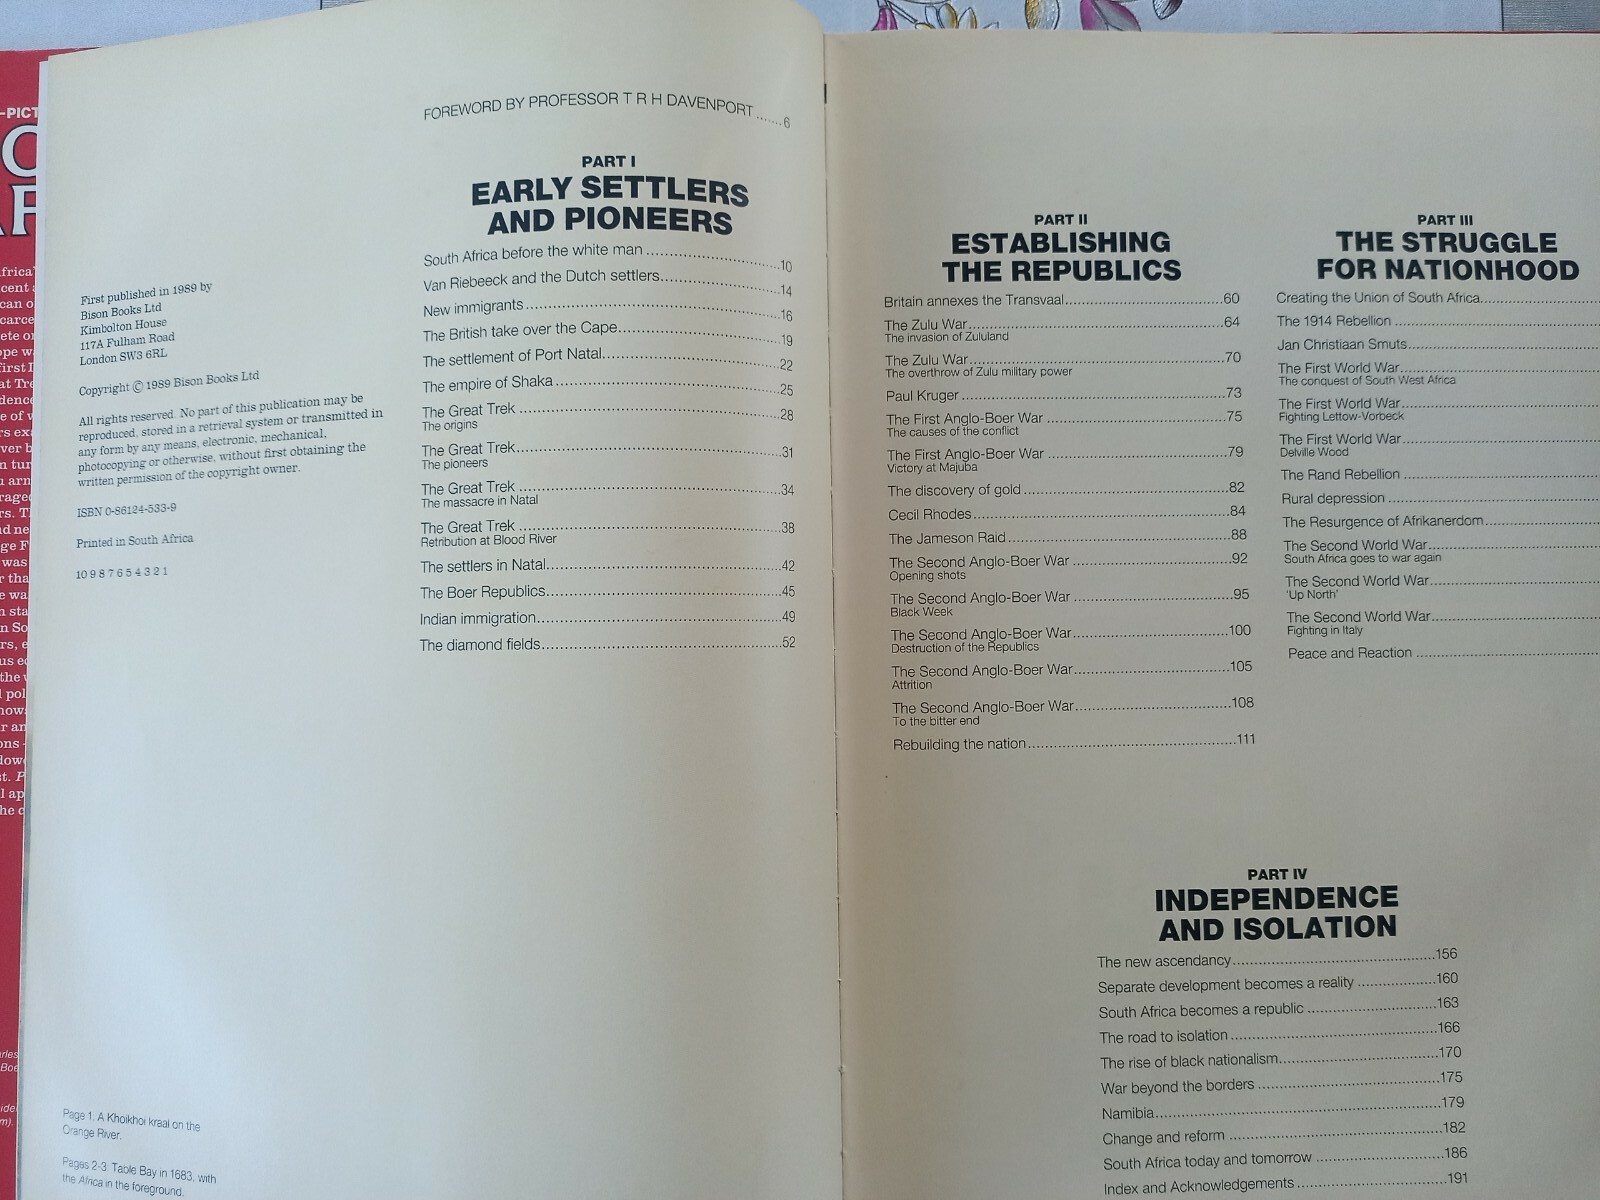 -PICT
FOREWORD BY PROFESSOR T R H DAVENPORT.......6
PART I
EARLY SETTLERS
AND PIONEERS
South Africa before the white man..........10
Van Riebeeck and the Dutch settlers..........14
New immigrants..........16
The British take over the Cape..........19
The settlement of Port Natal..........22
The empire of Shaka..........25
The Great Trek..........28
The origins
The Great Trek..........31
The pioneers
The Great Trek..........34
The massacre in Natal
The Great Trek..........38
Retribution at Blood River
The settlers in Natal..........42
The Boer Republics..........45
Indian immigration..........49
The diamond fields..........52
First published in 1989 by
Bison Books Ltd
Kimbolton House
117A Fulham Road
London SW3 6RL
Copyright © 1989 Bison Books Ltd
All rights reserved. No part of this publication may be
reproduced, stored in a retrieval system or transmitted in
any form by any means, electronic, mechanical,
photocopying or otherwise, without first obtaining the
written permission of the copyright owner.
ISBN 0-86124-533-9
Printed in South Africa
10 9 8 7 6 5 4 3 2 1
Page 1: A Khoikhoi kraal on the
Orange River.
Pages 2-3: Table Bay in 1683, with
the Africa in the foreground.
PART II
ESTABLISHING
THE REPUBLICS
Britain annexes the Transvaal..........60
The Zulu War..........64
The invasion of Zululand
The Zulu War..........70
The overthrow of Zulu military power
Paul Kruger..........73
The First Anglo-Boer War..........75
The causes of the conflict
The First Anglo-Boer War..........79
Victory at Majuba
The discovery of gold..........82
Cecil Rhodes..........84
The Jameson Raid..........88
The Second Anglo-Boer War..........92
Opening shots
The Second Anglo-Boer War..........95
Black Week
The Second Anglo-Boer War..........100
Destruction of the Republics
The Second Anglo-Boer War..........105
Attrition
The Second Anglo-Boer War..........108
To the bitter end
Rebuilding the nation..........111
PART III
THE STRUGGLE
FOR NATIONHOOD
Creating the Union of South Africa..........
The 1914 Rebellion..........
Jan Christiaan Smuts..........
The First World War..........
The conquest of South West Africa
The First World War..........
Fighting Lettow-Vorbeck
The First World War..........
Delville Wood
The Rand Rebellion..........
Rural depression..........
The Resurgence of Afrikanerdom..........
The Second World War..........
South Africa goes to war again
The Second World War..........
'Up North'
The Second World War..........
Fighting in Italy
Peace and Reaction..........
PART IV
INDEPENDENCE
AND ISOLATION
The new ascendancy..........156
Separate development becomes a reality..........160
South Africa becomes a republic..........163
The road to isolation..........166
The rise of black nationalism..........170
War beyond the borders..........175
Namibia..........179
Change and reform..........182
South Africa today and tomorrow..........186
Index and Acknowledgements..........191